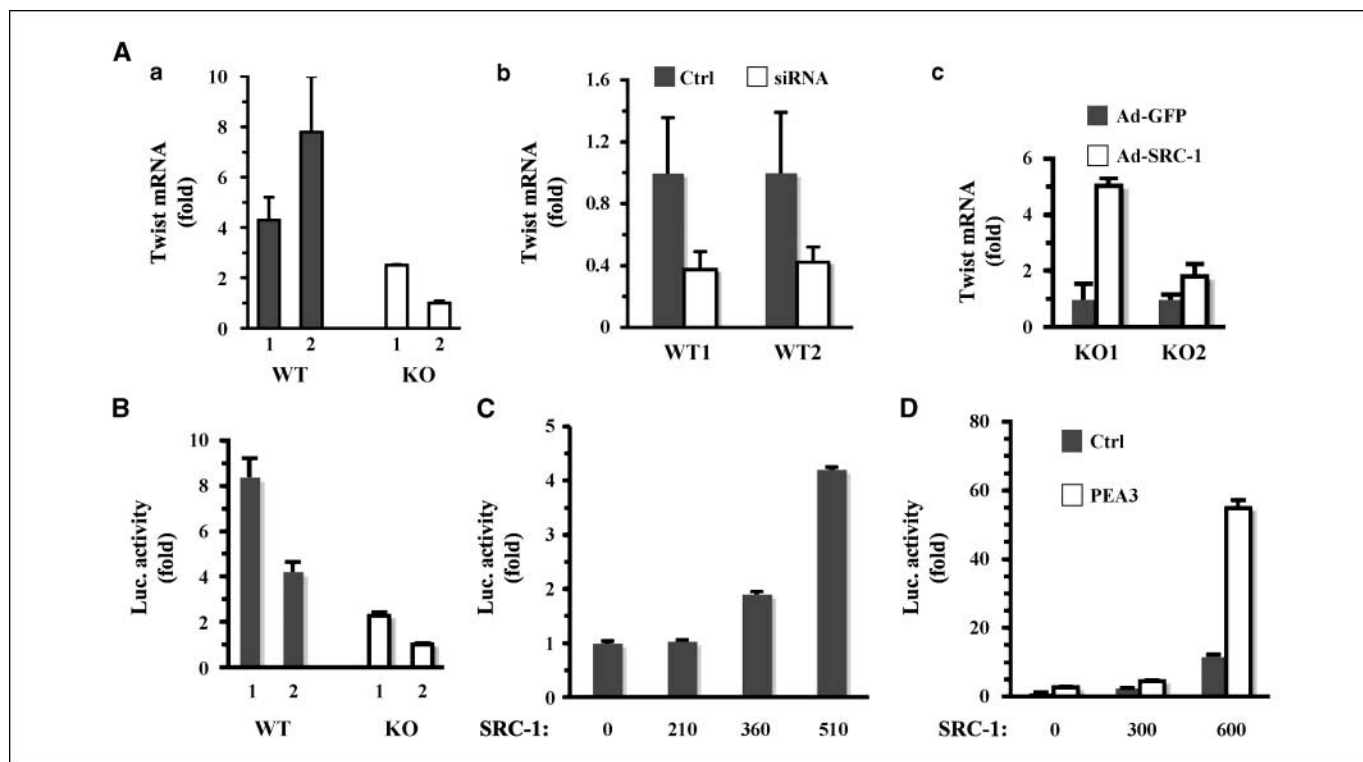 A
a
Twist mRNA
(fold)
10
8
6
4
2
0
1 2 1 2
WT KO
b
Ctrl siRNA
Twist mRNA
(fold)
1.6
1.2
0.8
0.4
0
WT1 WT2
c
Ad-GFP
Ad-SRC-1
Twist mRNA
(fold)
6
4
2
0
KO1 KO2
B
Luc. activity
(fold)
10
8
6
4
2
0
1 2 1 2
WT KO
C
Luc. activity
(fold)
5
4
3
2
1
0
SRC-1: 0 210 360 510
D
Ctrl
PEA3
Luc. activity
(fold)
80
60
40
20
0
SRC-1: 0 300 600